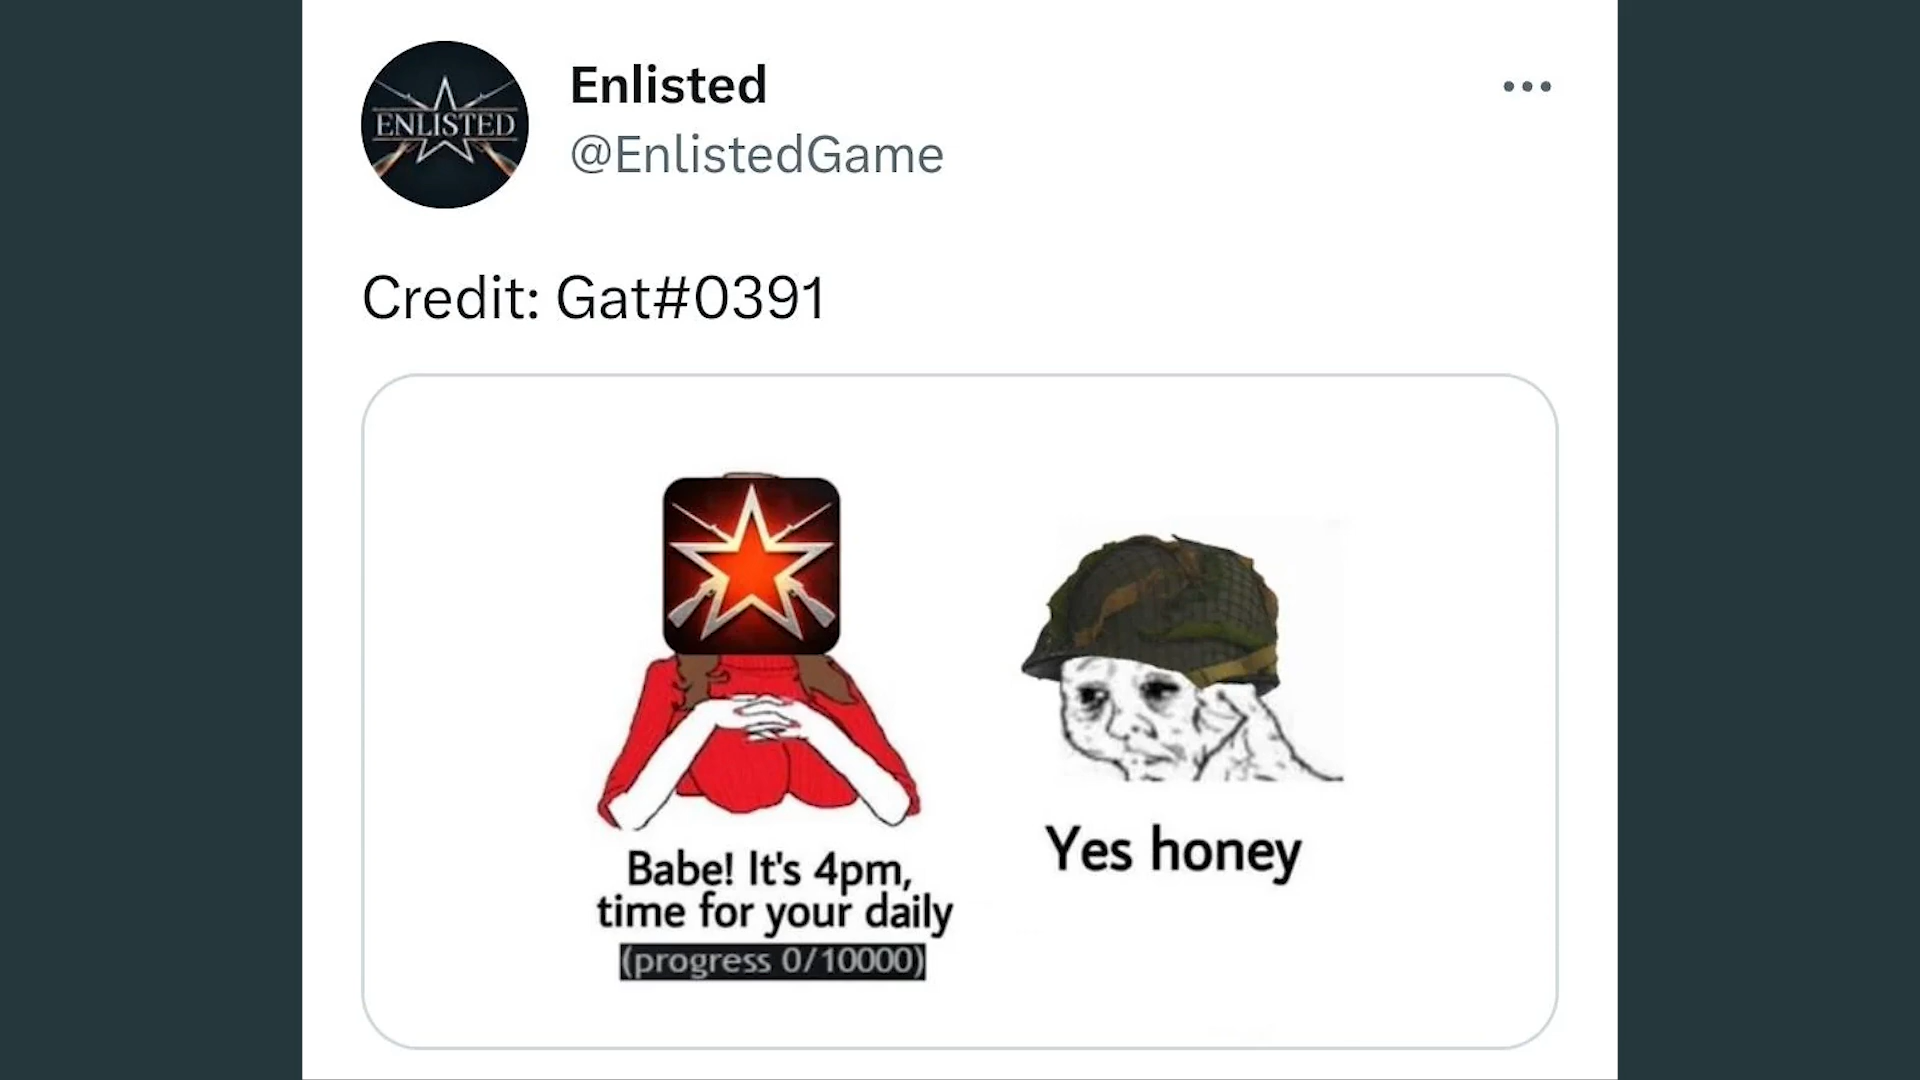 ENLISTED
Enlisted
@EnlistedGame
Credit: Gat#0391
Babe! It's 4pm,
time for your daily
(progress 0/10000)
Yes honey